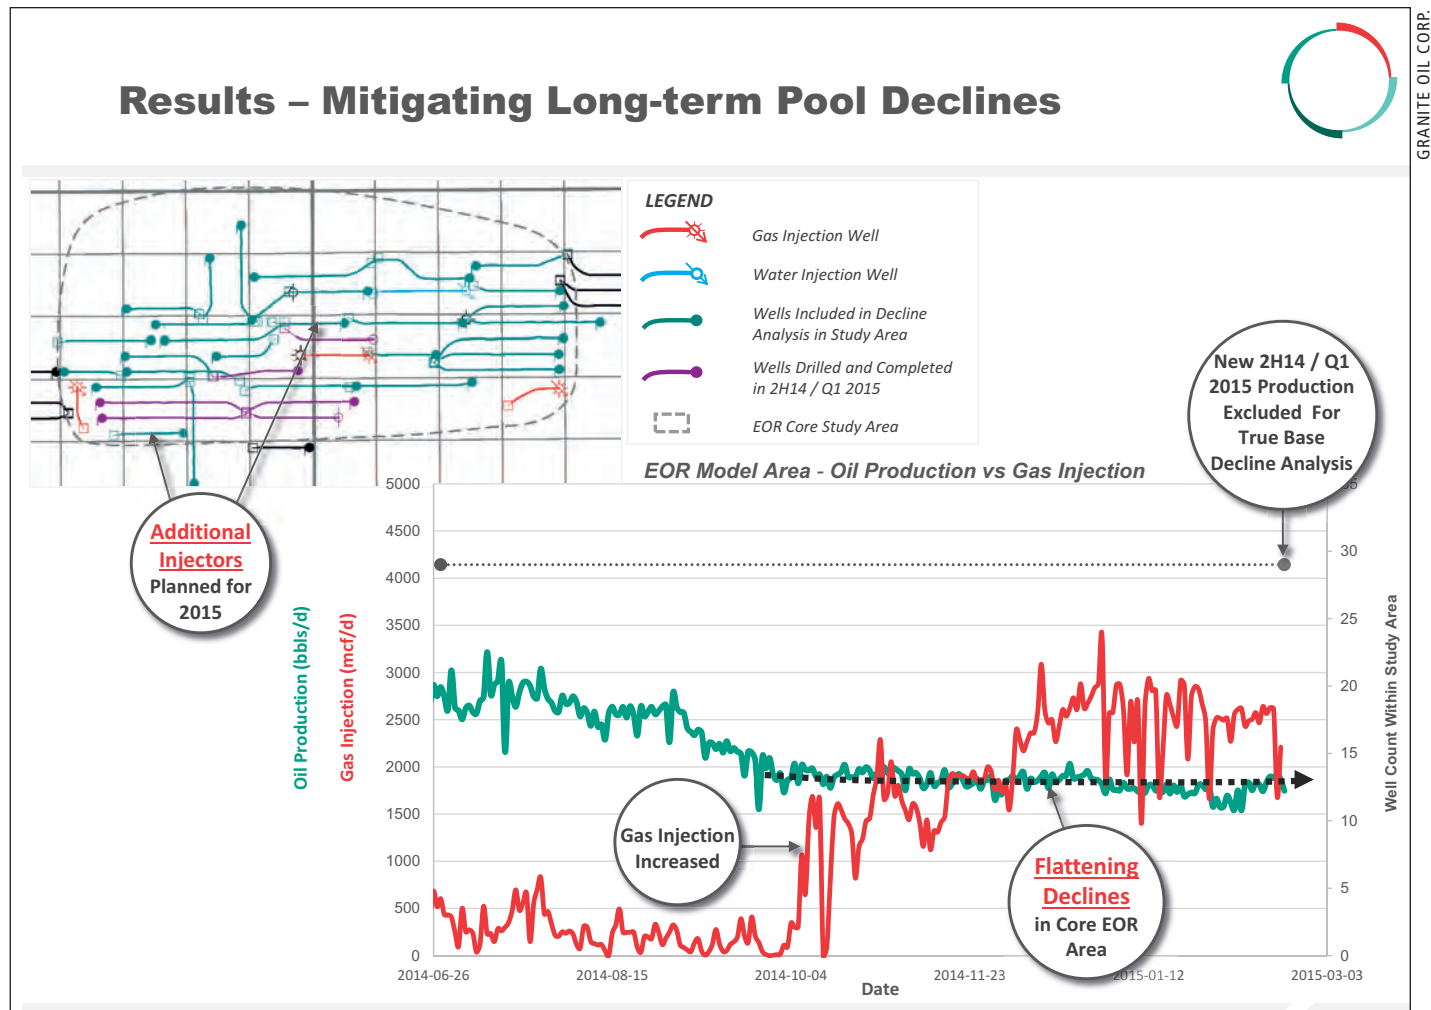 GRANITE OIL CORP.
Results – Mitigating Long-term Pool Declines
LEGEND
Gas Injection Well
Water Injection Well
Wells Included in Decline
Analysis in Study Area
Wells Drilled and Completed
in 2H14 / Q1 2015
EOR Core Study Area
New 2H14 / Q1
2015 Production
Excluded For
True Base
Decline Analysis
Additional
Injectors
Planned for
2015
EOR Model Area - Oil Production vs Gas Injection
Oil Production (bbls/d)
Gas Injection (mcf/d)
5000
4500
4000
3500
3000
2500
2000
1500
1000
500
0
30
25
20
15
10
5
0
Well Count Within Study Area
Gas Injection
Increased
Flattening
Declines
in Core EOR
Area
2014-06-26
2014-08-15
2014-10-04
2014-11-23
2015-01-12
2015-03-03
Date